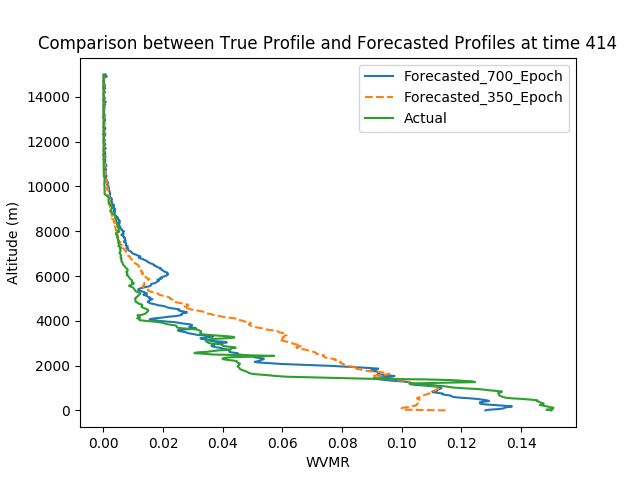 Comparison between True Profile and Forecasted Profiles at time 414
Forecasted_700_Epoch
Forecasted_350_Epoch
Actual
Altitude (m)
14000
12000
10000
8000
6000
4000
2000
0
0.00 0.02 0.04 0.06 0.08 0.10 0.12 0.14
WVMR